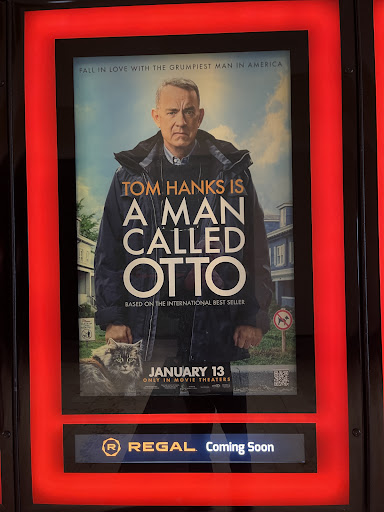 FALL IN LOVE WITH THE GRUMPIEST MAN IN AMERICA
TOM HANKS IS
A MAN
CALLED
OTTO
BASED ON THE INTERNATIONAL BEST SELLER
JANUARY 13
ONLY IN MOVIE THEATERS
R REGAL Coming Soon